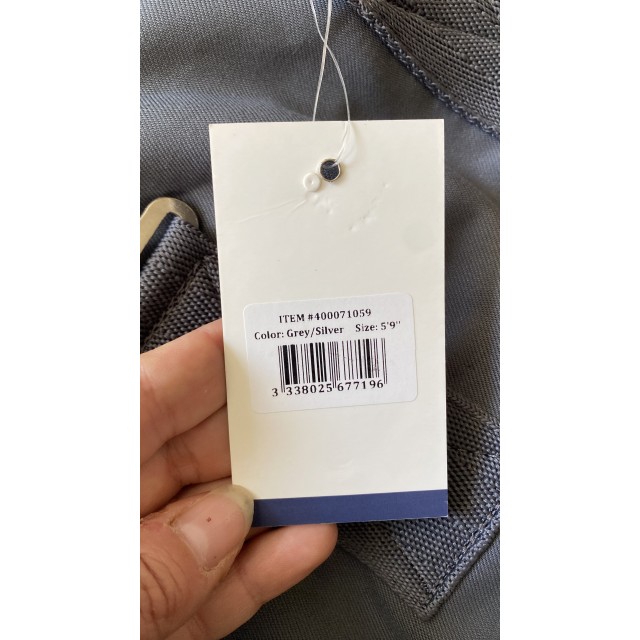 ITEM #400071059
Color: Grey/Silver Size: 5'9"
3 338025 677196